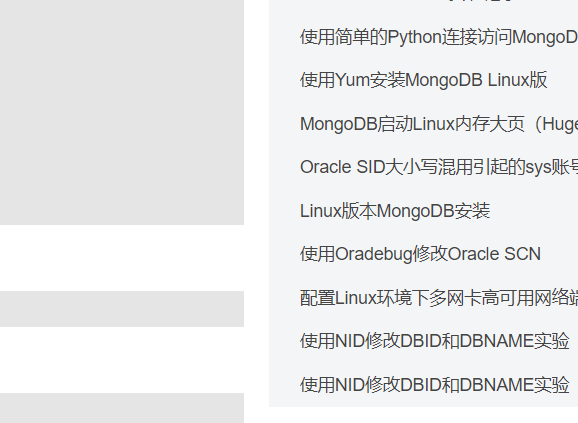 使用简单的Python连接访问MongoD
使用Yum安装MongoDB Linux版
MongoDB启动Linux内存大页（Huge
Oracle SID大小写混用引起的sys账号
Linux版本MongoDB安装
使用Oradebug修改Oracle SCN
配置Linux环境下多网卡高可用网络端
使用NID修改DBID和DBNAME实验
使用NID修改DBID和DBNAME实验